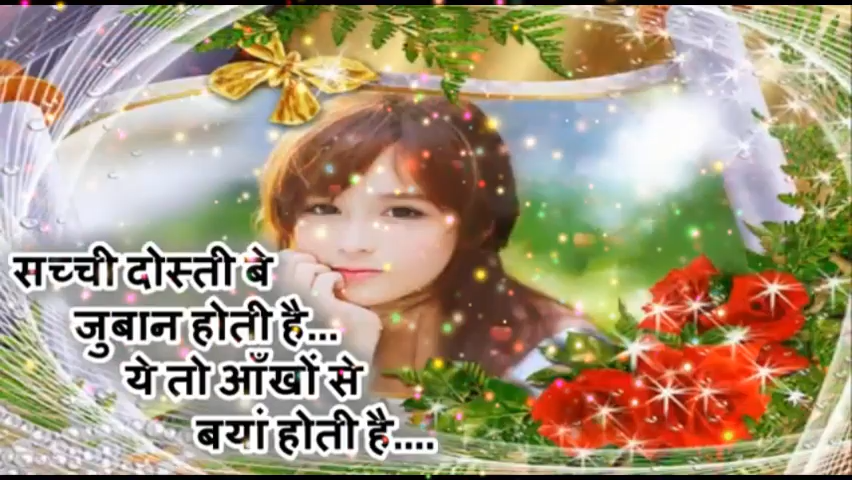 सच्ची दोस्ती बे
जुबान होती है...
ये तो आँखों से
बयां होती है....